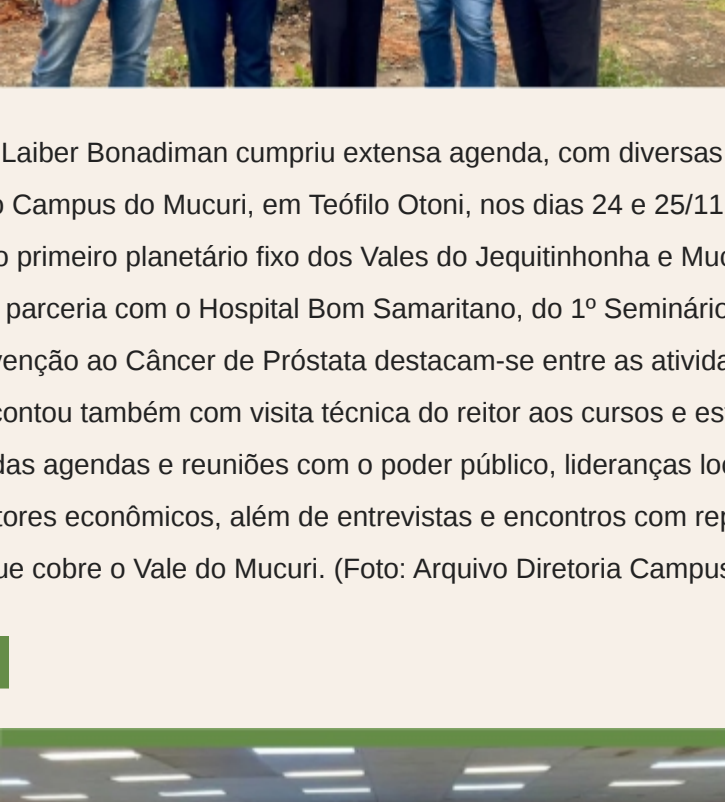 Laiber Bonadiman cumpriu extensa agenda, com diversas
o Campus do Mucuri, em Teófilo Otoni, nos dias 24 e 25/11
o primeiro planetário fixo dos Vales do Jequitinhonha e Muc
parceria com o Hospital Bom Samaritano, do 1º Seminário
venção ao Câncer de Próstata destacam-se entre as ativida
contou também com visita técnica do reitor aos cursos e es
das agendas e reuniões com o poder público, lideranças loc
tores econômicos, além de entrevistas e encontros com rep
ue cobre o Vale do Mucuri. (Foto: Arquivo Diretoria Campus